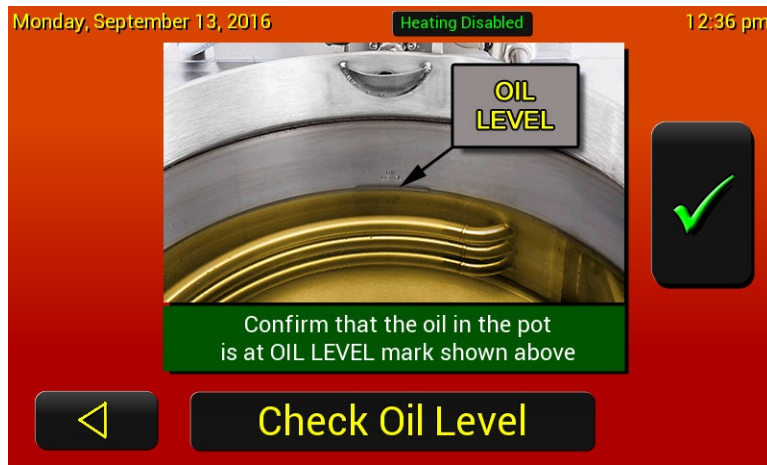 Monday, September 13, 2016
Heating Disabled
12:36 pm
OIL
LEVEL
Confirm that the oil in the pot
is at OIL LEVEL mark shown above
Check Oil Level